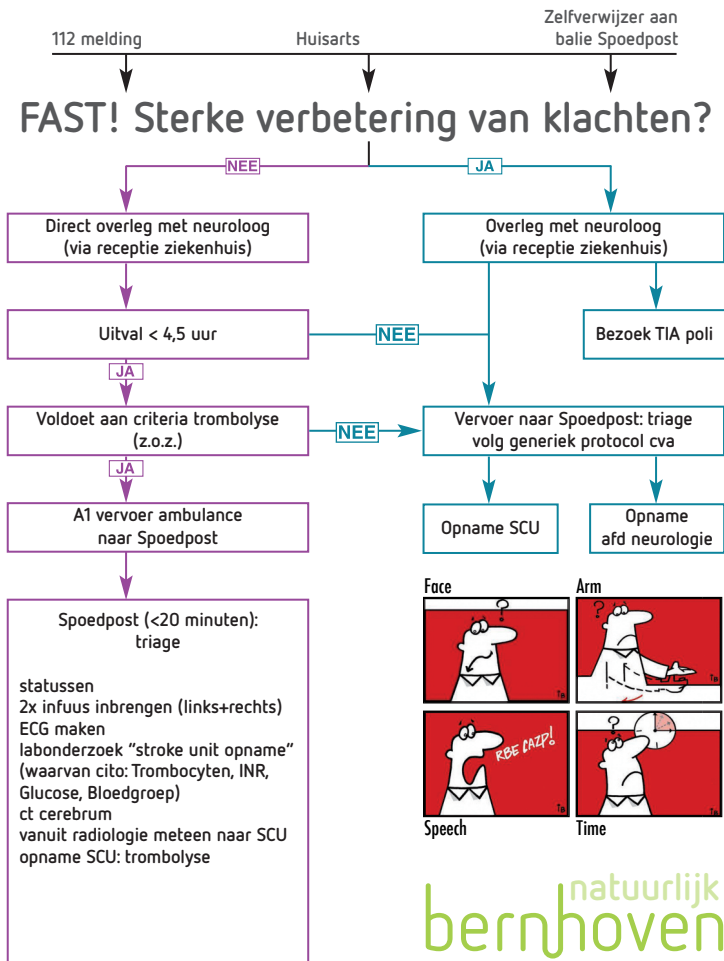 112 melding
Huisarts
Zelfverwijzer aan
balie Spoedpost
FAST! Sterke verbetering van klachten?
NEE
JA
Direct overleg met neuroloog
(via receptie ziekenhuis)
Overleg met neuroloog
(via receptie ziekenhuis)
Uitval < 4,5 uur
NEE
Bezoek TIA poli
JA
Voldoet aan criteria trombolyse
(z.o.z.)
NEE
Vervoer naar Spoedpost: triage
volg generiek protocol cva
JA
A1 vervoer ambulance
naar Spoedpost
Opname SCU
Opname
afd neurologie
Spoedpost (<20 minuten):
triage
statussen
2x infuus inbrengen (links+rechts)
ECG maken
labonderzoek “stroke unit opname”
(waarvan cito: Trombocyten, INR,
Glucose, Bloedgroep)
ct cerebrum
vanuit radiologie meteen naar SCU
opname SCU: trombolyse
Face
?
Arm
?
RBE CAZP!
Speech
?
Time
natuurlijk
bernhoven